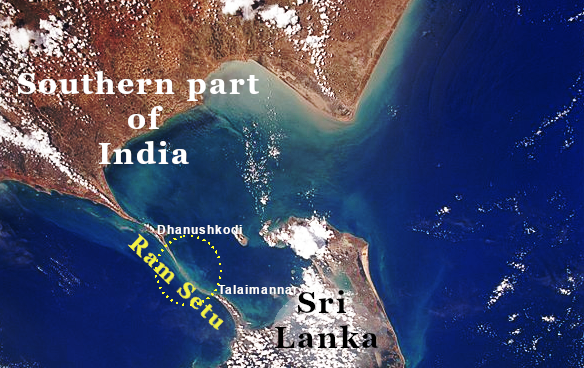 Southern part
of
India
Dhanushkodi
Ram Setu
Talaimannar
Sri
Lanka